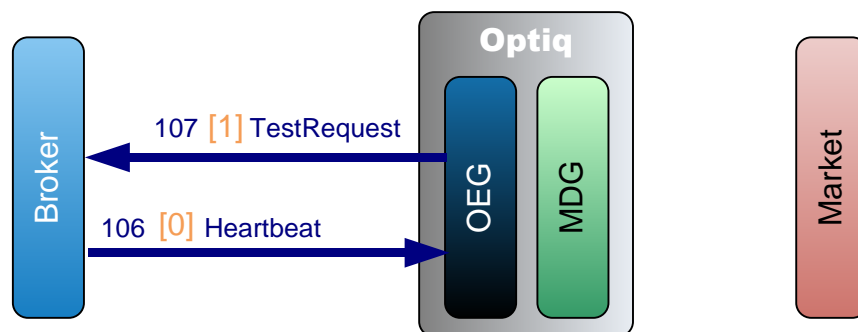 Optiq
107 [1] TestRequest
106 [0] Heartbeat
Broker
OEG
MDG
Market